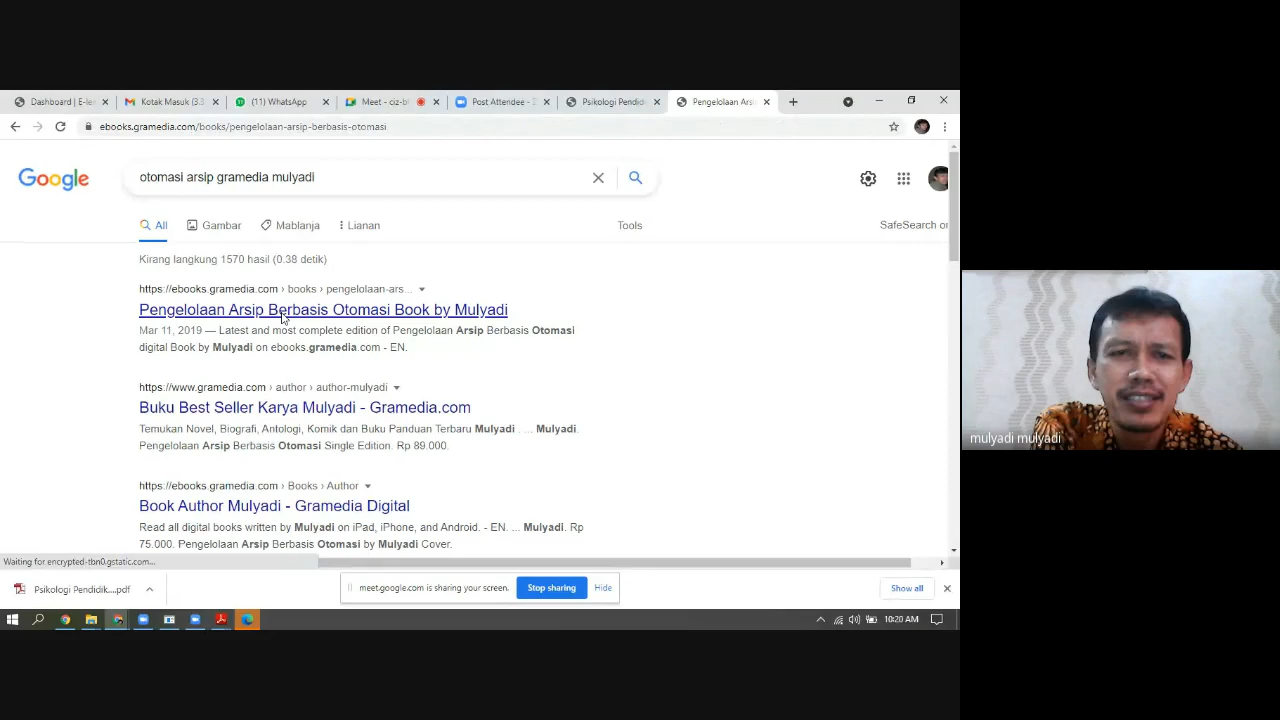 Dashboard | E-le
Kotak Masuk (3.5
(11) WhatsApp
Meet - ciz-b
Post Attendee - Z
Psikologi Pendidi
Pengelolaan Ars
ebooks.gramedia.com/books/pengelolaan-arsip-berbasis-otomasi
Google
otomasi arsip gramedia mulyadi
All
Gambar
Mablanja
Lianan
Tools
SafeSearch on
Kirang langkung 1570 hasil (0.38 detik)
https://ebooks.gramedia.com › books › pengelolaan-ars...
Pengelolaan Arsip Berbasis Otomasi Book by Mulyadi
Mar 11, 2019 — Latest and most complete edition of Pengelolaan Arsip Berbasis Otomasi
digital Book by Mulyadi on ebooks.gramedia.com - EN.
https://www.gramedia.com › author › author-mulyadi
Buku Best Seller Karya Mulyadi - Gramedia.com
Temukan Novel, Biografi, Antologi, Komik dan Buku Panduan Terbaru Mulyadi . ... Mulyadi.
Pengelolaan Arsip Berbasis Otomasi Single Edition. Rp 89.000.
https://ebooks.gramedia.com › Books › Author
Book Author Mulyadi - Gramedia Digital
Read all digital books written by Mulyadi on iPad, iPhone, and Android. - EN. ... Mulyadi. Rp
75.000. Pengelolaan Arsip Berbasis Otomasi by Mulyadi Cover.
Waiting for encrypted-tbn0.gstatic.com...
Psikologi Pendidik....pdf
meet.google.com is sharing your screen.
Stop sharing
Hide
Show all
10:20 AM
mulyadi mulyadi